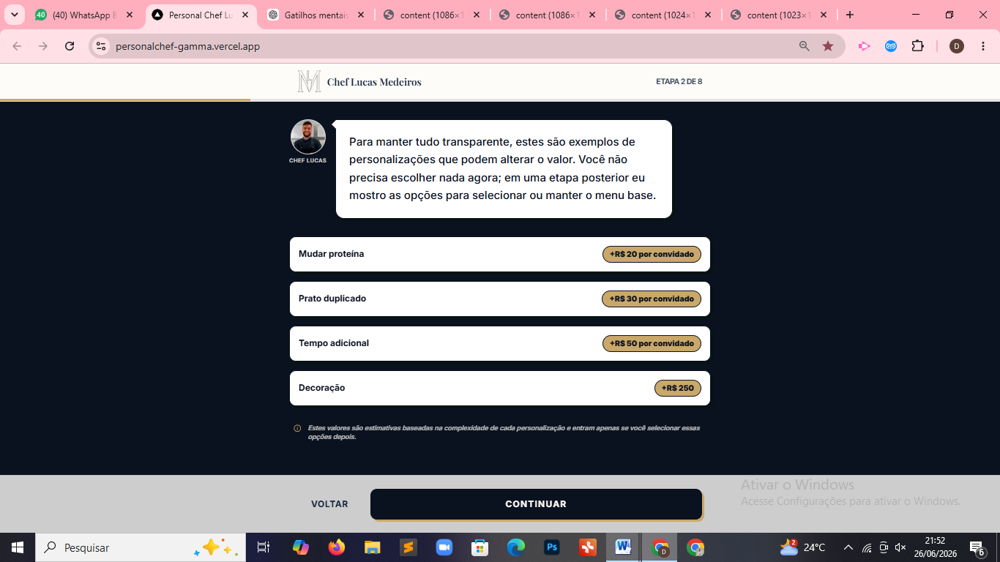 (40) WhatsApp B
Personal Chef Lu
Gatilhos mentais
content (1086×1
content (1086×1
content (1024×1
content (1023×1
personalchef-gamma.vercel.app
D
Chef Lucas Medeiros
ETAPA 2 DE 8
CHEF LUCAS
Para manter tudo transparente, estes são exemplos de
personalizações que podem alterar o valor. Você não
precisa escolher nada agora; em uma etapa posterior eu
mostro as opções para selecionar ou manter o menu base.
Mudar proteína
+R$ 20 por convidado
Prato duplicado
+R$ 30 por convidado
Tempo adicional
+R$ 50 por convidado
Decoração
+R$ 250
Estes valores são estimativas baseadas na complexidade de cada personalização e entram apenas se você selecionar essas
opções depois.
VOLTAR
CONTINUAR
Ativar o Windows
Acesse Configurações para ativar o Windows.
Pesquisar
Ps
W
D
2
24°C
21:52
26/06/2026
6